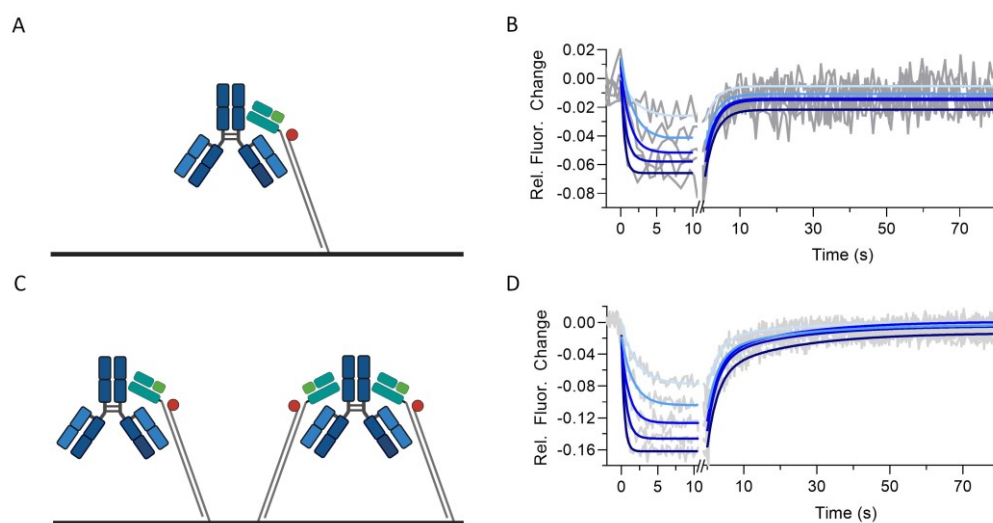 A
B
Rel. Fluor. Change
0.02
0.00
-0.02
-0.04
-0.06
-0.08
0 5 10 10 30 50 70
Time (s)
C
D
Rel. Fluor. Change
0.00
-0.04
-0.08
-0.12
-0.16
0 5 10 10 30 50 70
Time (s)